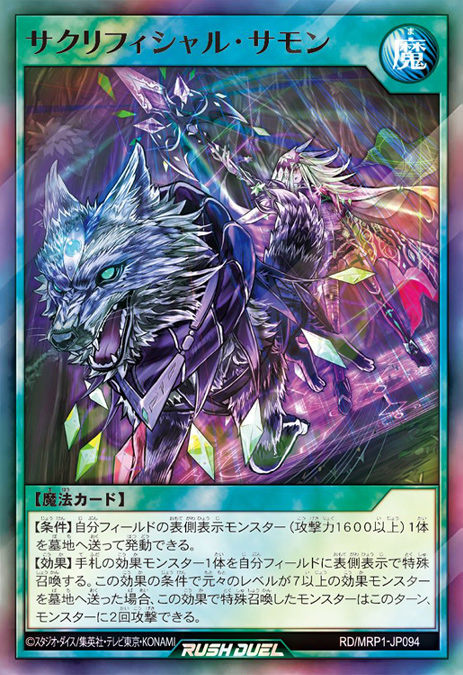 サクリフィシャル・サモン
ま
魔
【魔法カード】
【条件】自分フィールドの表側表示モンスター(攻撃力1600以上)1体
を墓地へ送って発動できる。
【効果】手札の効果モンスター1体を自分フィールドに表側表示で特殊
召喚する。この効果の条件で元々のレベルが7以上の効果モンスター
を墓地へ送った場合、この効果で特殊召喚したモンスターはこのターン、
モンスターに2回攻撃できる。
©スタジオ・ダイス/集英社・テレビ東京・KONAMI
RUSH DUEL
RD/MRP1-JP094